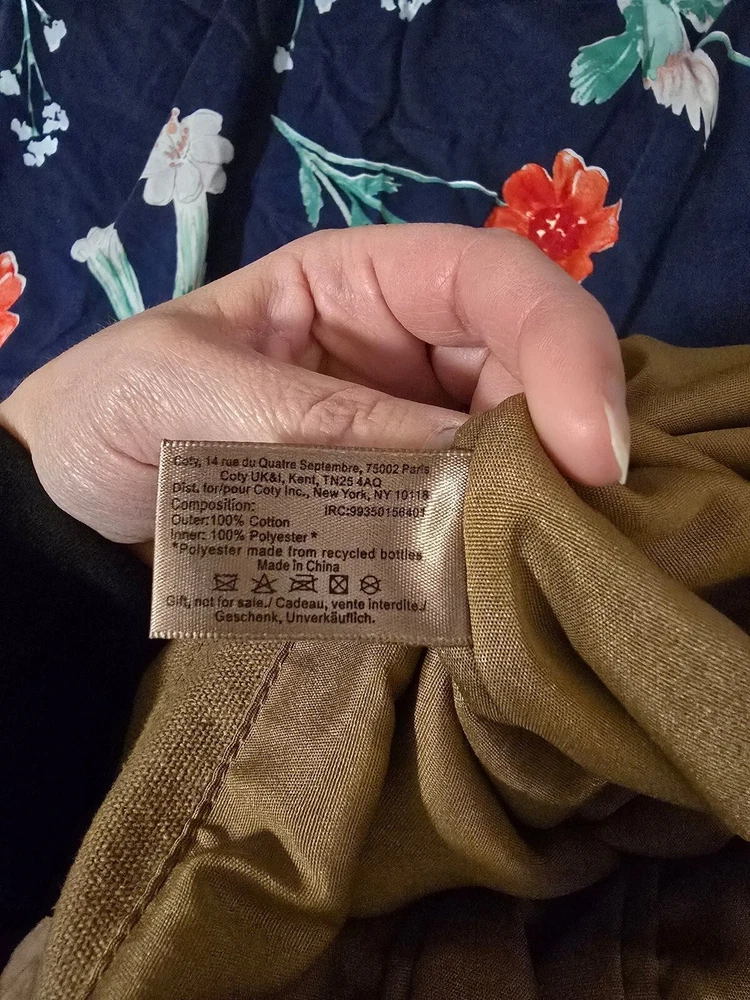 Coty, 14 rue du Quatre Septembre, 75002 Paris
Coty UK&i, Kent, TN25 4AQ
Dist. for/pour Coty Inc., New York, NY 10118
Composition: IRC:99350156401
Outer:100% Cotton
Inner: 100% Polyester*
*Polyester made from recycled bottles
Made in China
Gift, not for sale./ Cadeau, vente interdite./
Geschenk, Unverkäuflich.